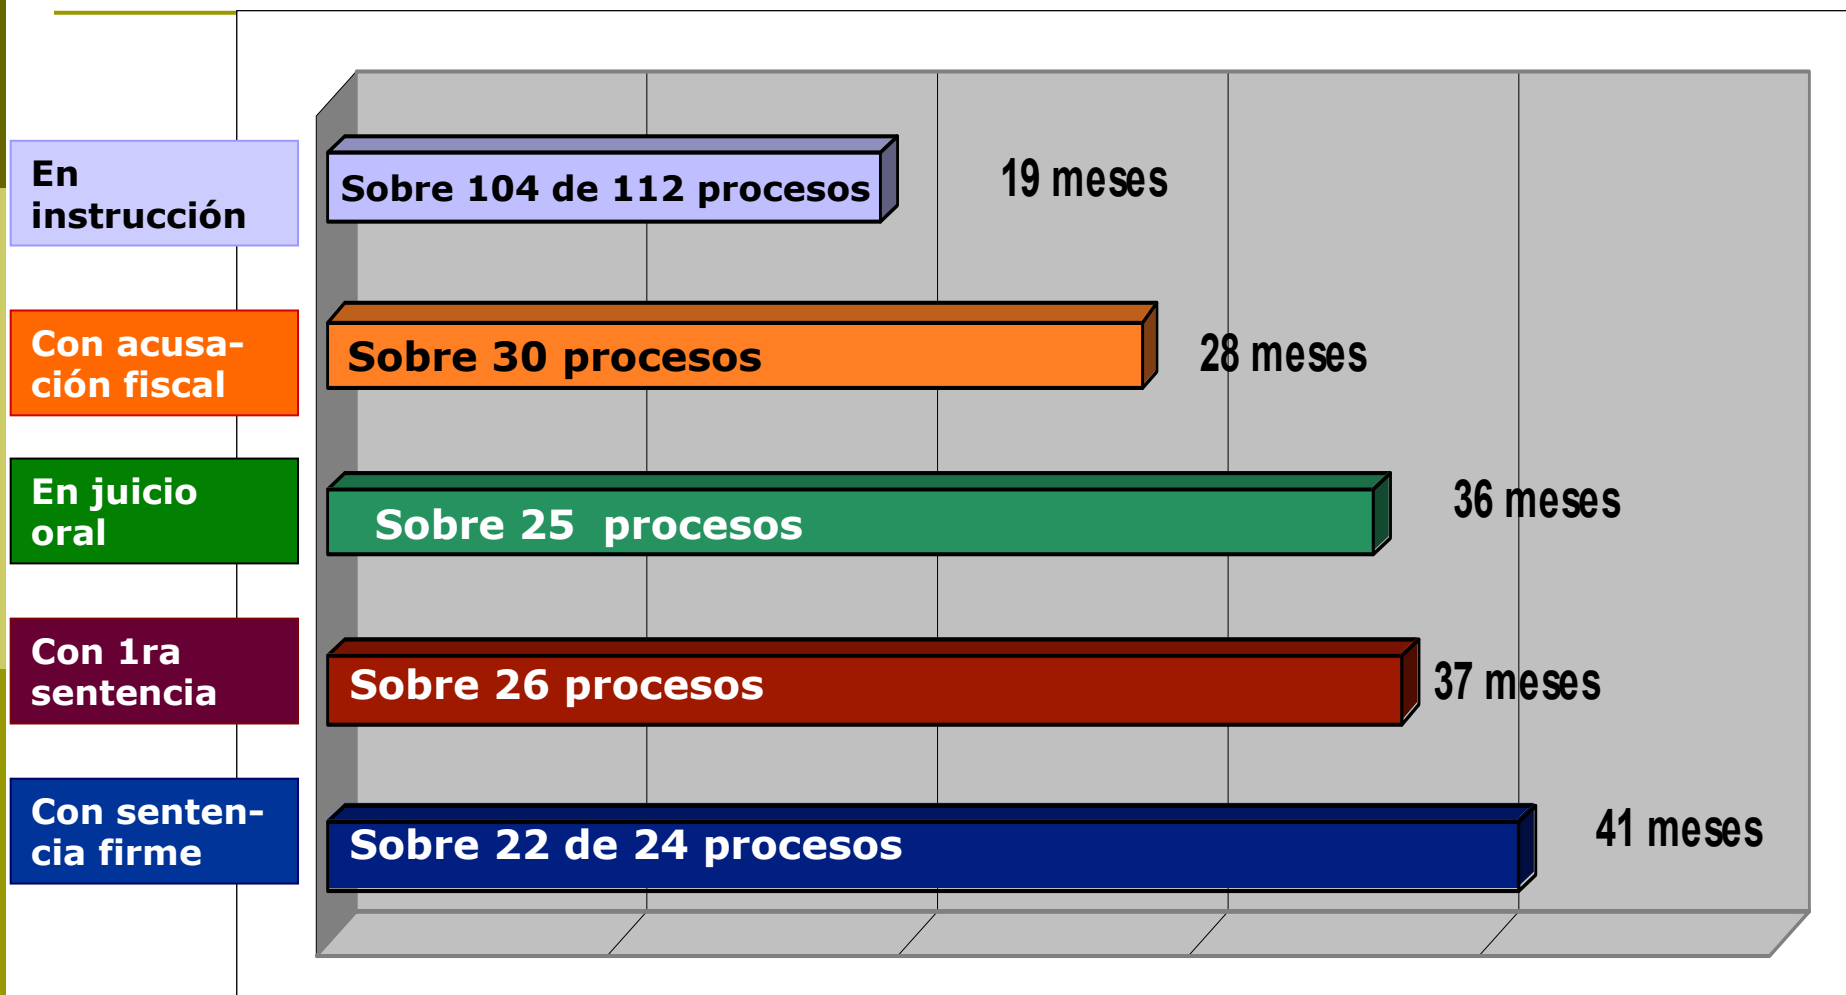 En
instrucción
Sobre 104 de 112 procesos
19 meses
Con acusa-
ción fiscal
Sobre 30 procesos
28 meses
En juicio
oral
Sobre 25  procesos
36 meses
Con 1ra
sentencia
Sobre 26 procesos
37 meses
Con senten-
cia firme
Sobre 22 de 24 procesos
41 meses